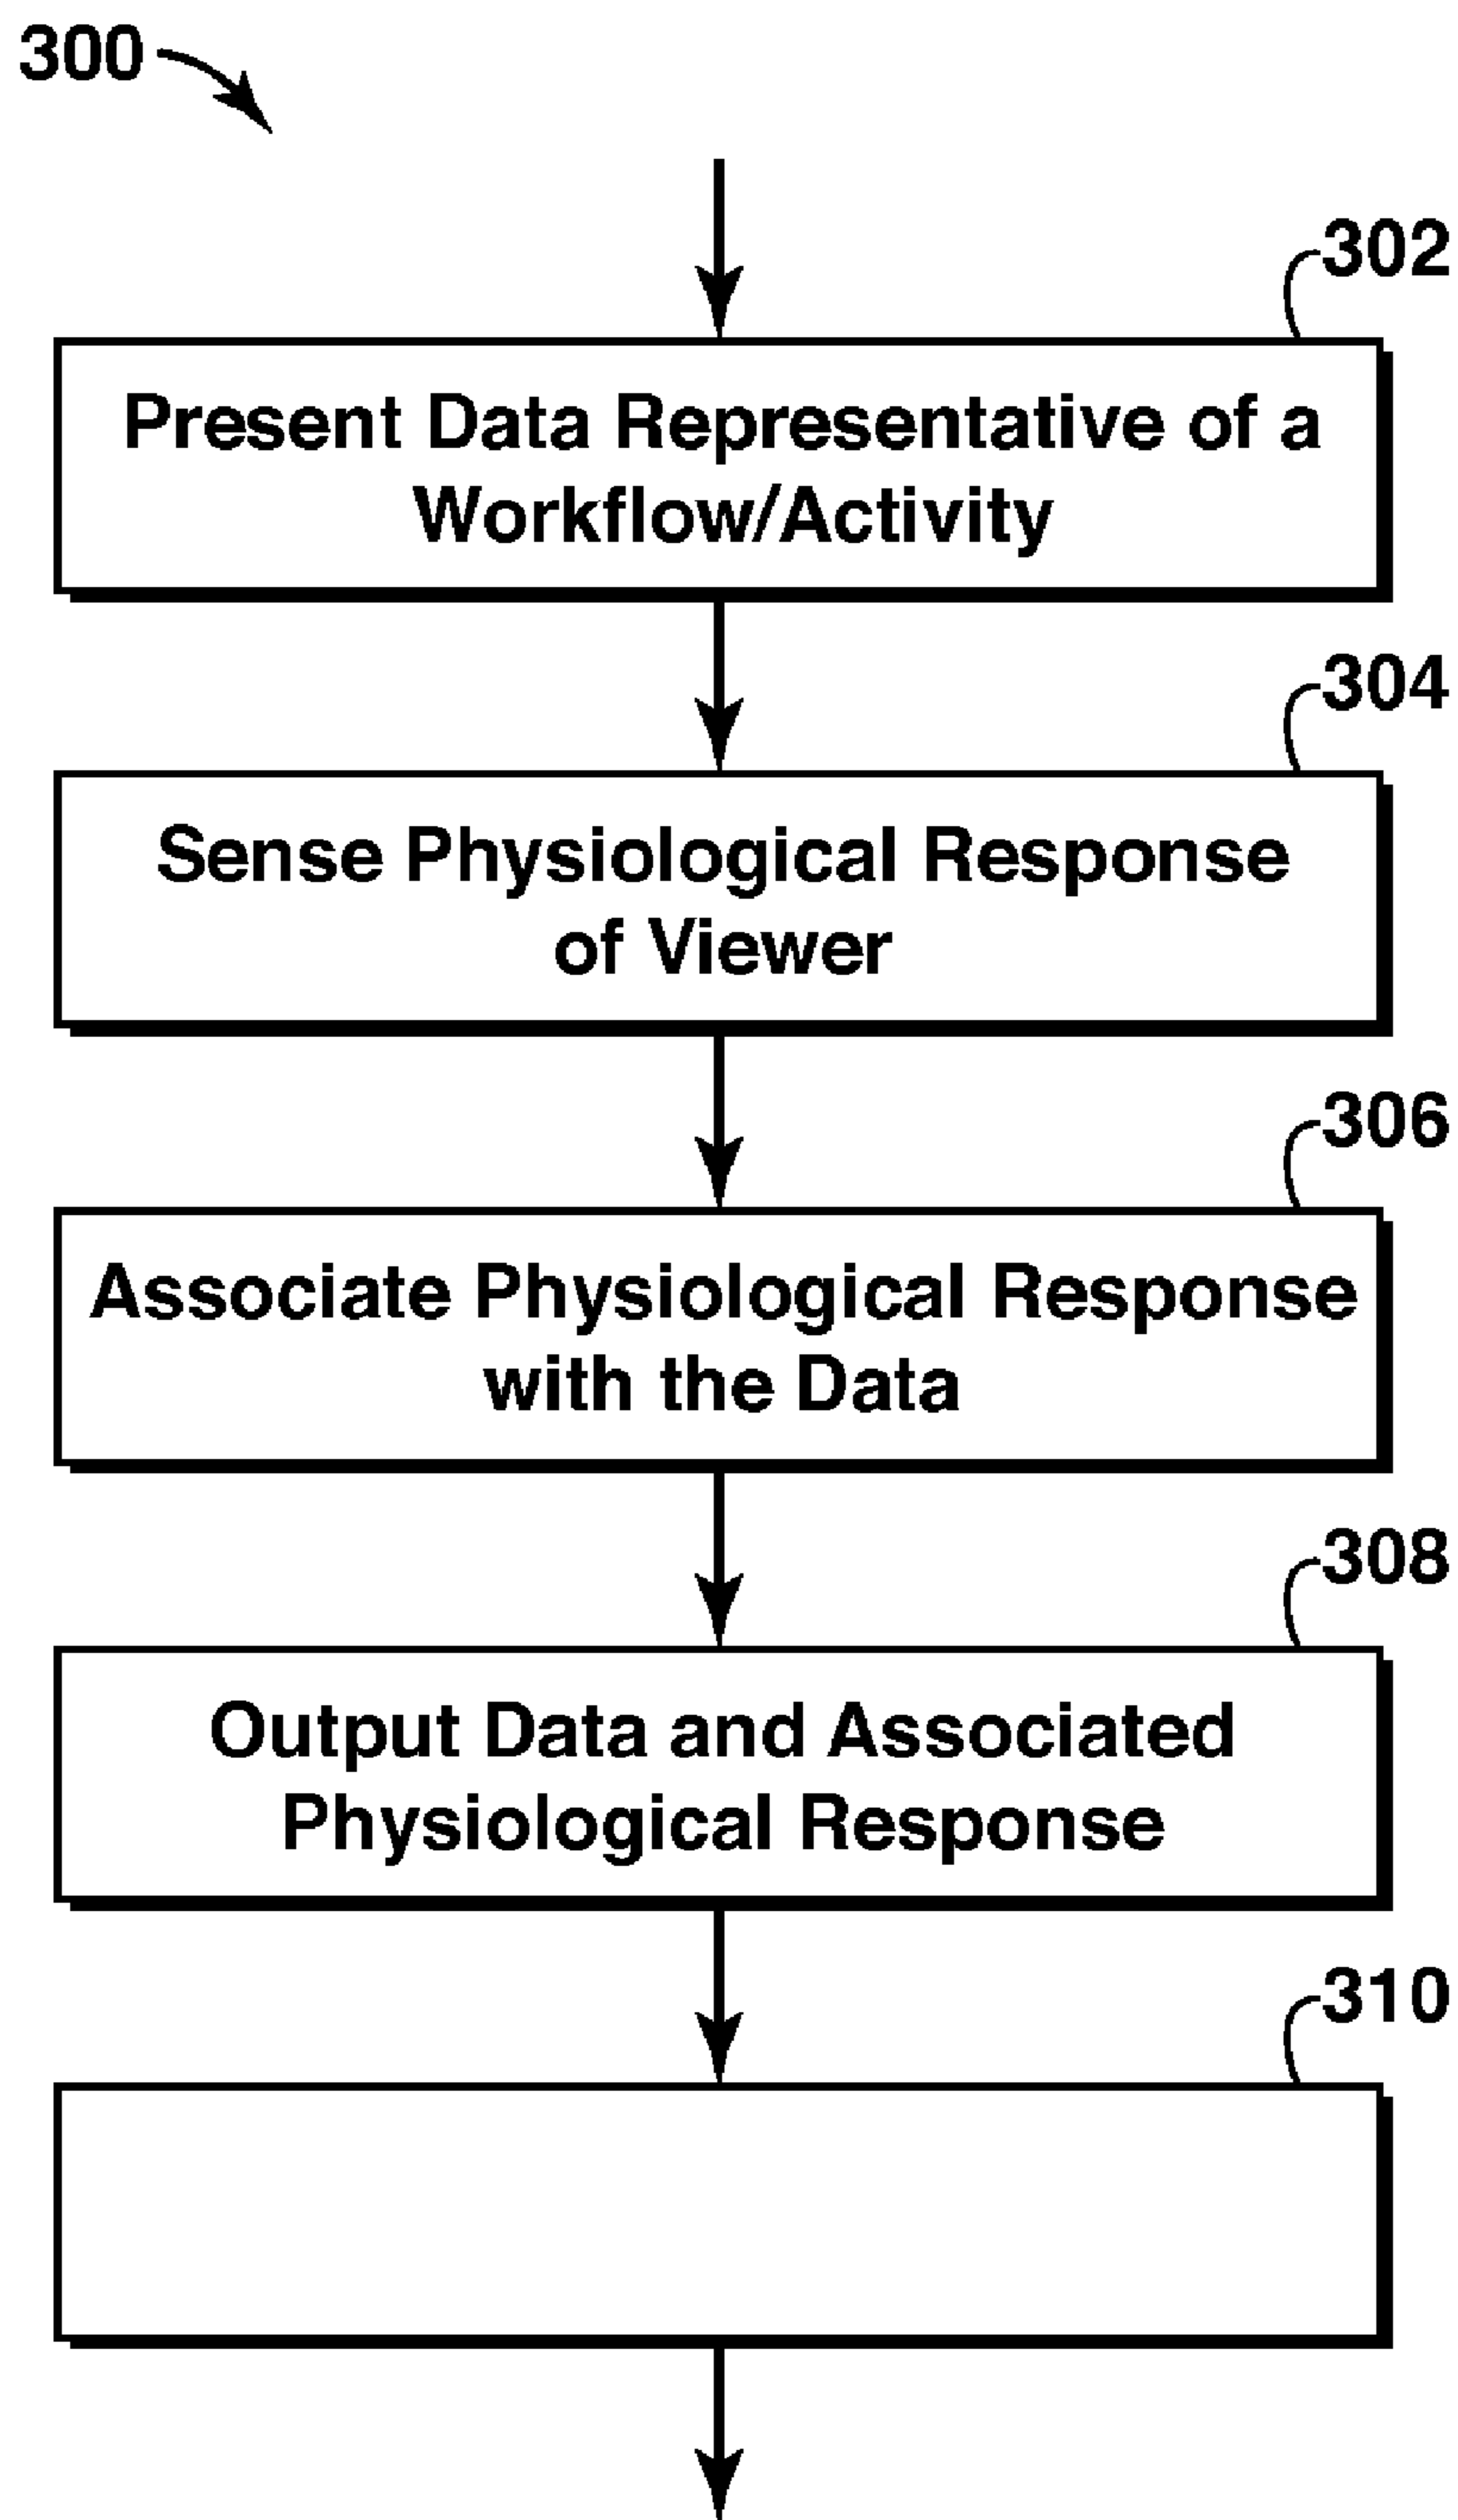 300
302
Present Data Representative of a
Workflow/Activity
304
Sense Physiological Response
of Viewer
306
Associate Physiological Response
with the Data
308
Output Data and Associated
Physiological Response
310